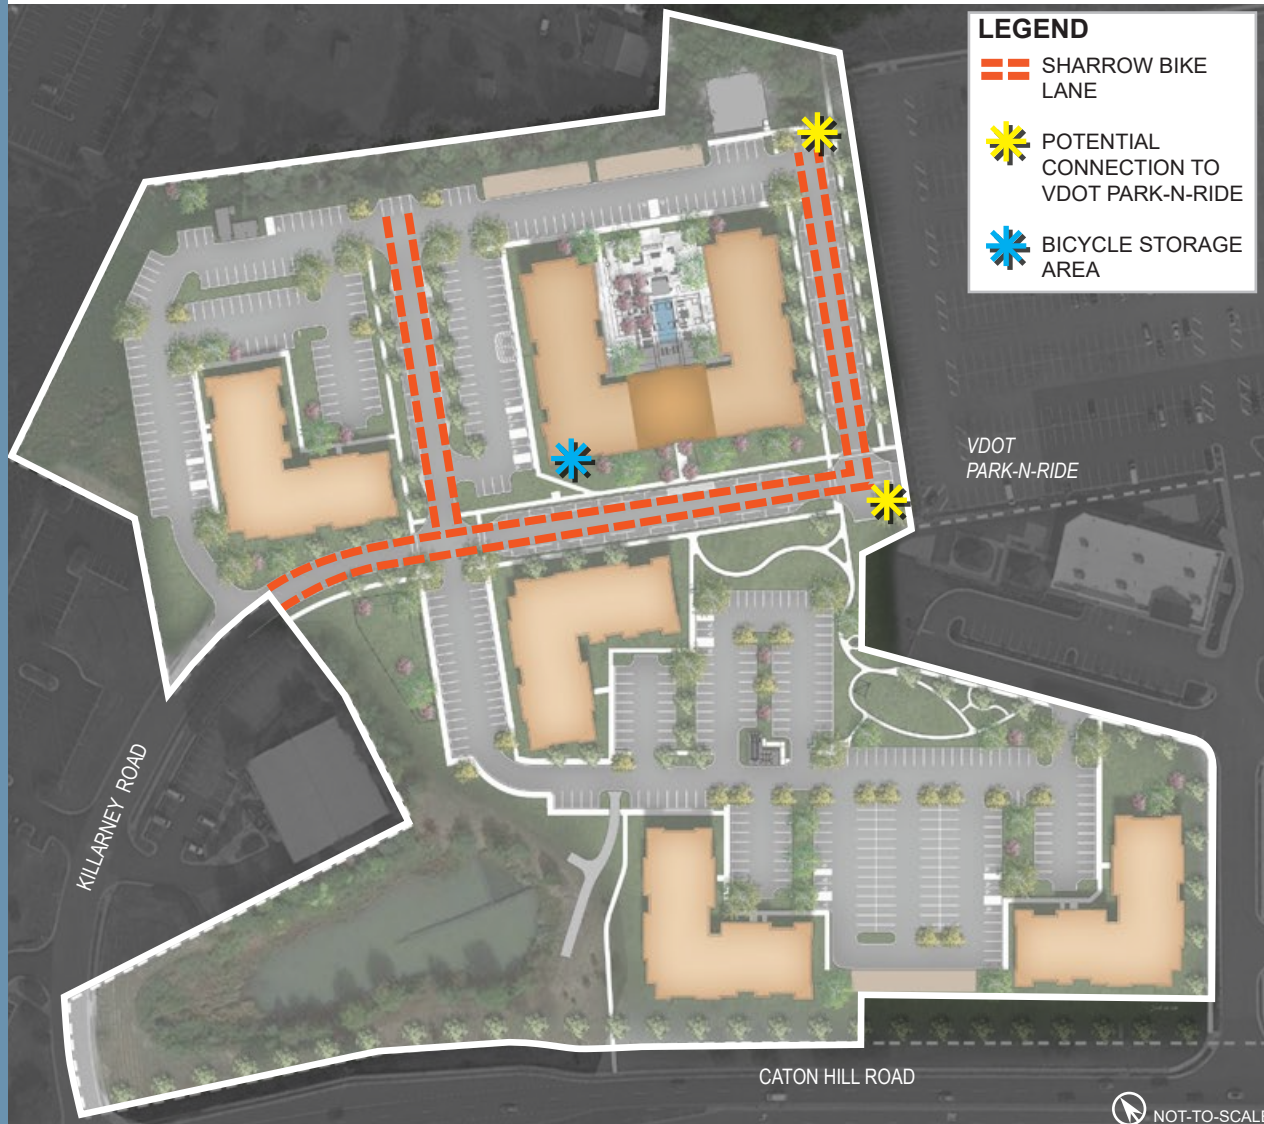 LEGEND
SHARROW BIKE
LANE
POTENTIAL
CONNECTION TO
VDOT PARK-N-RIDE
BICYCLE STORAGE
AREA
VDOT
PARK-N-RIDE
KILLARNEY ROAD
CATON HILL ROAD
NOT-TO-SCALE